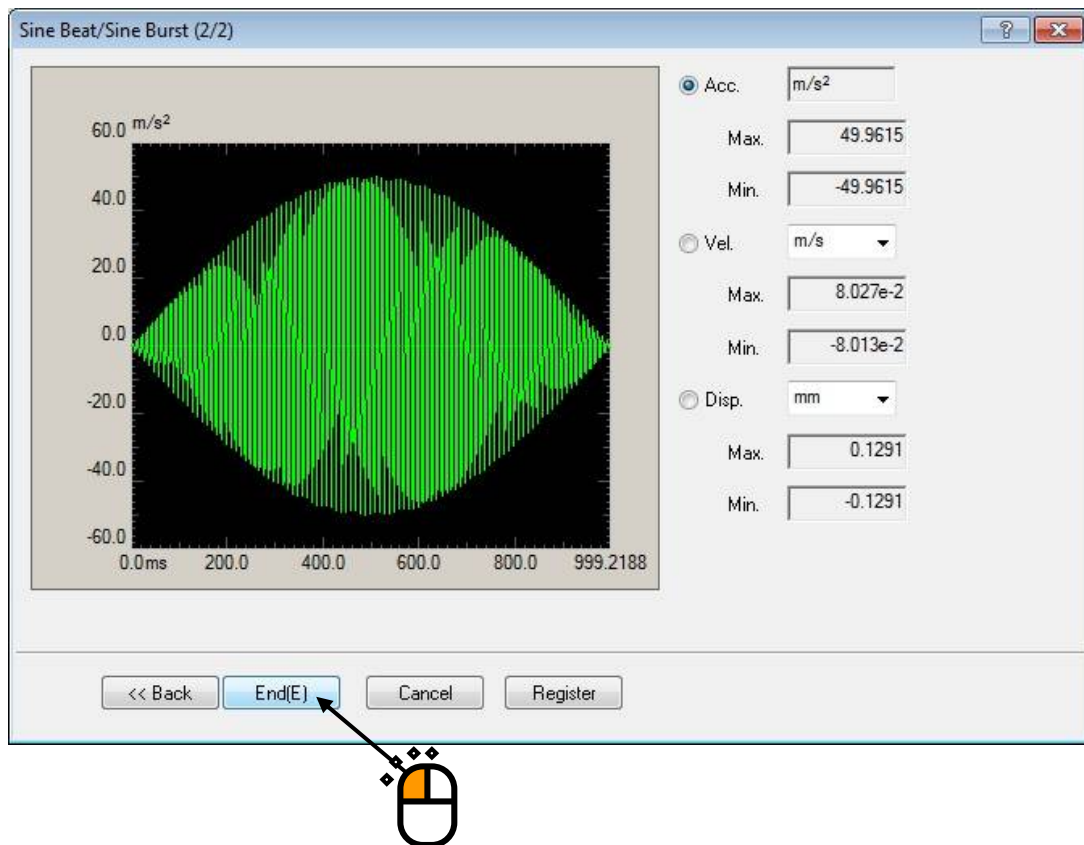 Sine Beat/Sine Burst (2/2)
?
60.0 m/s²
40.0
20.0
0.0
-20.0
-40.0
-60.0
0.0ms 200.0 400.0 600.0 800.0 999.2188
Acc. m/s²
Max. 49.9615
Min. -49.9615
Vel. m/s
Max. 8.027e-2
Min. -8.013e-2
Disp. mm
Max. 0.1291
Min. -0.1291
<< Back End(E) Cancel Register